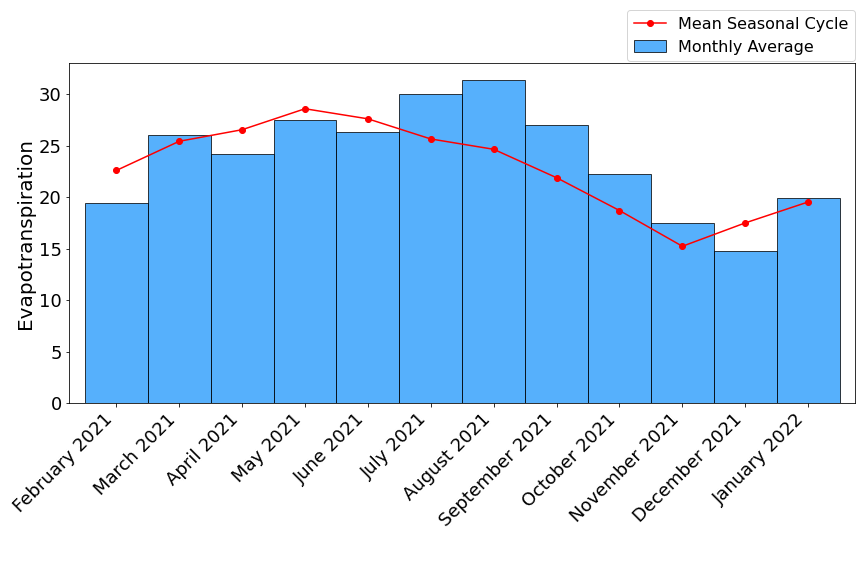 Mean Seasonal Cycle
Monthly Average
Evapotranspiration
30
25
20
15
10
5
0
February 2021
March 2021
April 2021
May 2021
June 2021
July 2021
August 2021
September 2021
October 2021
November 2021
December 2021
January 2022